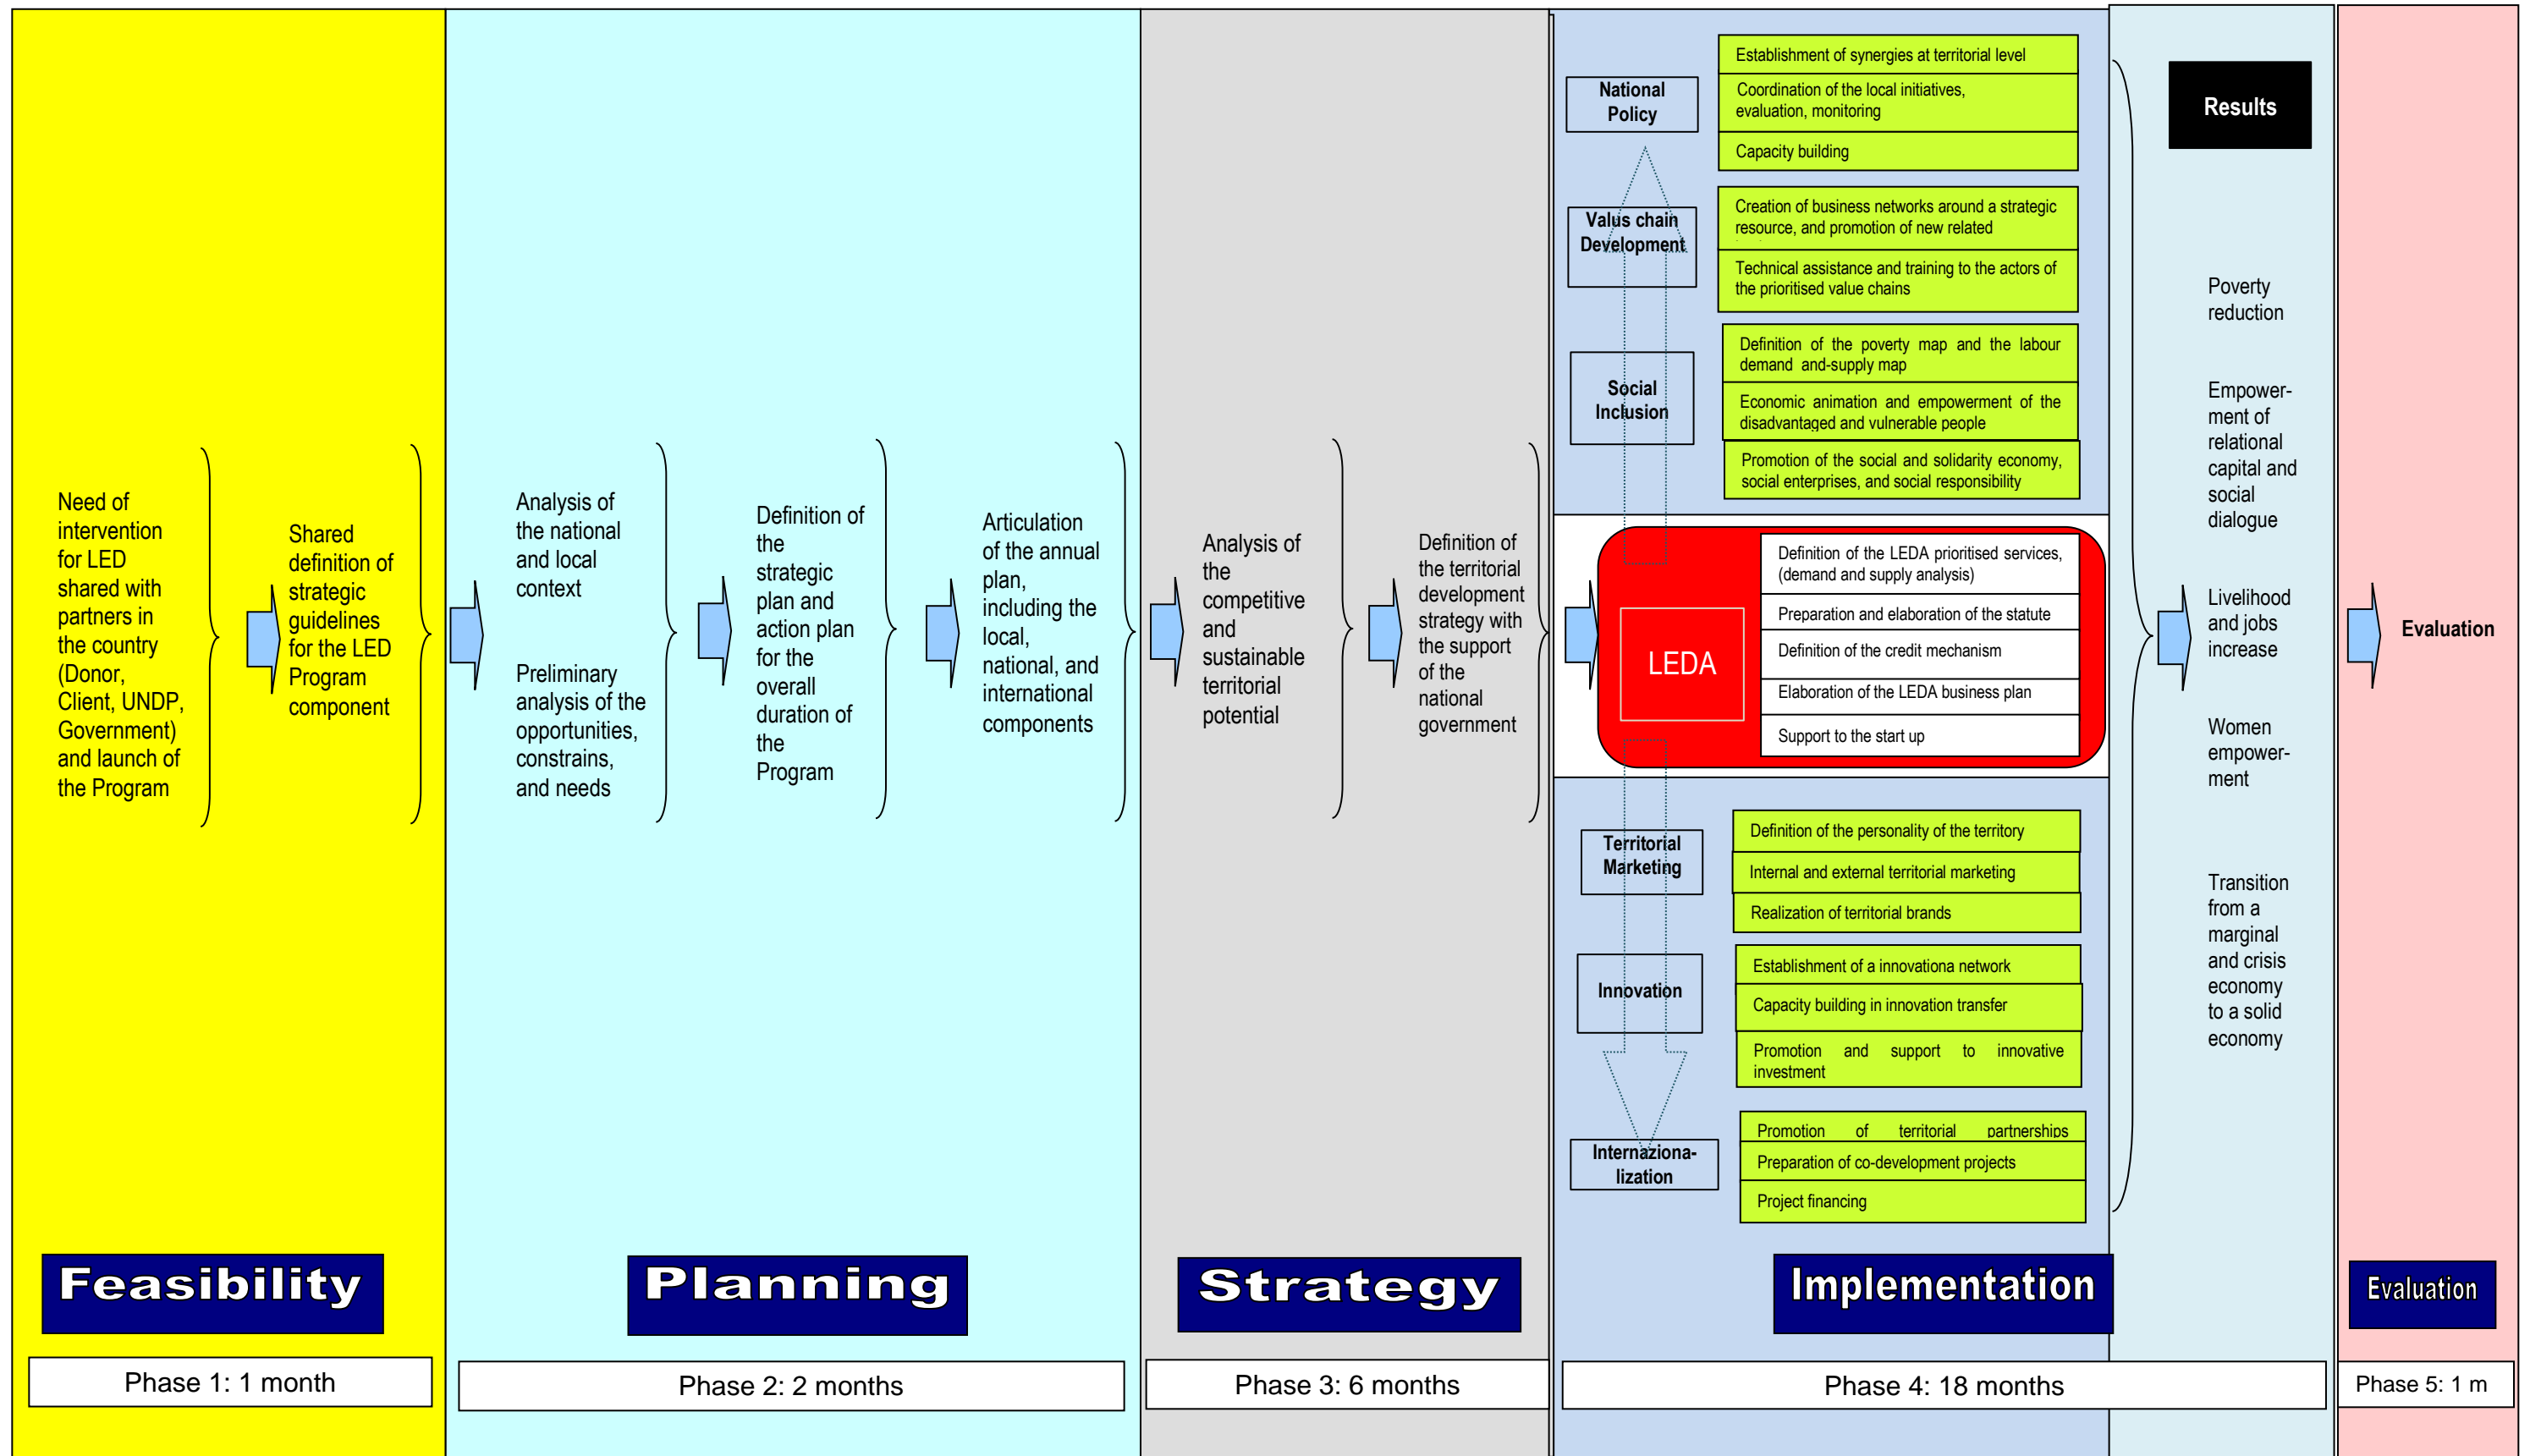 Need of
intervention
for LED
shared with
partners in
the country
(Donor,
Client, UNDP,
Government)
and launch of
the Program
Shared
definition of
strategic
guidelines
for the LED
Program
component
Feasibility
Phase 1: 1 month
Analysis of
the national
and local
context
Preliminary
analysis of the
opportunities,
constrains,
and needs
Definition of
the
strategic
plan and
action plan
for the
overall
duration of
the
Program
Articulation
of the annual
plan,
including the
local,
national, and
international
components
Planning
Phase 2: 2 months
Analysis of
the
competitive
and
sustainable
territorial
potential
Definition of
the territorial
development
strategy with
the support
of the
national
government
Strategy
Phase 3: 6 months
National
Policy
Establishment of synergies at territorial level
Coordination of the local initiatives,
evaluation, monitoring
Capacity building
Valus chain
Development
Creation of business networks around a strategic
resource, and promotion of new related
Technical assistance and training to the actors of
the prioritised value chains
Social
Inclusion
Definition of the poverty map and the labour
demand and-supply map
Economic animation and empowerment of the
disadvantaged and vulnerable people
Promotion of the social and solidarity economy,
social enterprises, and social responsibility
LEDA
Definition of the LEDA prioritised services,
(demand and supply analysis)
Preparation and elaboration of the statute
Definition of the credit mechanism
Elaboration of the LEDA business plan
Support to the start up
Territorial
Marketing
Definition of the personality of the territory
Internal and external territorial marketing
Realization of territorial brands
Innovation
Establishment of a innovationa network
Capacity building in innovation transfer
Promotion and support to innovative
investment
Internaziona-
lization
Promotion of territorial partnerships
Preparation of co-development projects
Project financing
Implementation
Phase 4: 18 months
Results
Poverty
reduction
Empower-
ment of
relational
capital and
social
dialogue
Livelihood
and jobs
increase
Women
empower-
ment
Transition
from a
marginal
and crisis
economy
to a solid
economy
Evaluation
Evaluation
Phase 5: 1 m